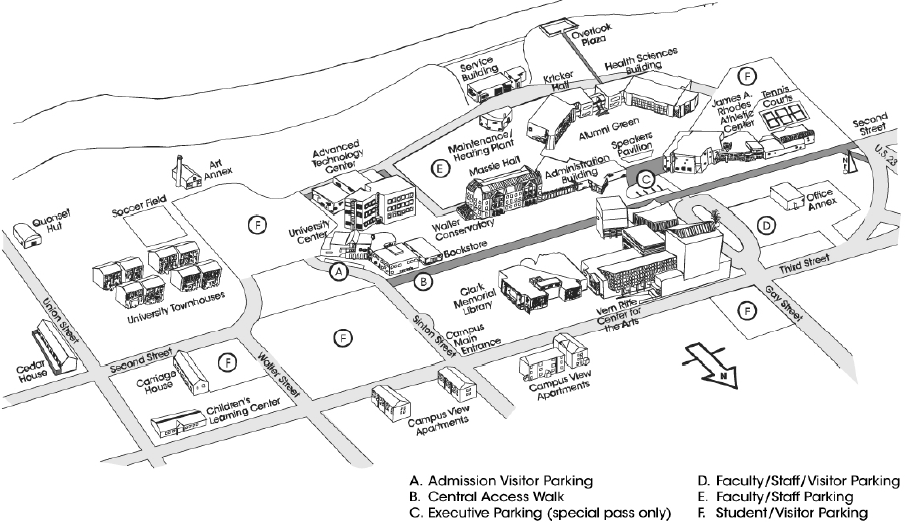 Overlook
Plaza
Service
Building
Kricker
Hall
Health Sciences
Building
F
James A.
Rhodes
Athletic
Center
Tennis
Courts
Second
Street
U.S 23
N
Alumni Green
Speakers
Pavilion
Maintenance/
Heating Plant
Advanced
Technology
Center
E
Massie Hall
Administration
Building
C
Art
Annex
Quonset
Hut
Soccer Field
F
University
Center
Walter
Conservatory
Bookstore
A
B
D
Office
Annex
University Townhouses
Clark
Memorial
Library
Vern Riffe
Center for
the Arts
Third Street
Gay Street
F
Union Street
Second Street
F
Sinton Street
Campus
Main
Entrance
Cedar
House
Carriage
House
F
Waller Street
Children's
Learning Center
Campus View
Apartments
Campus View
Apartments
N
A. Admission Visitor Parking
B. Central Access Walk
C. Executive Parking (special pass only)
D. Faculty/Staff/Visitor Parking
E. Faculty/Staff Parking
F. Student/Visitor Parking